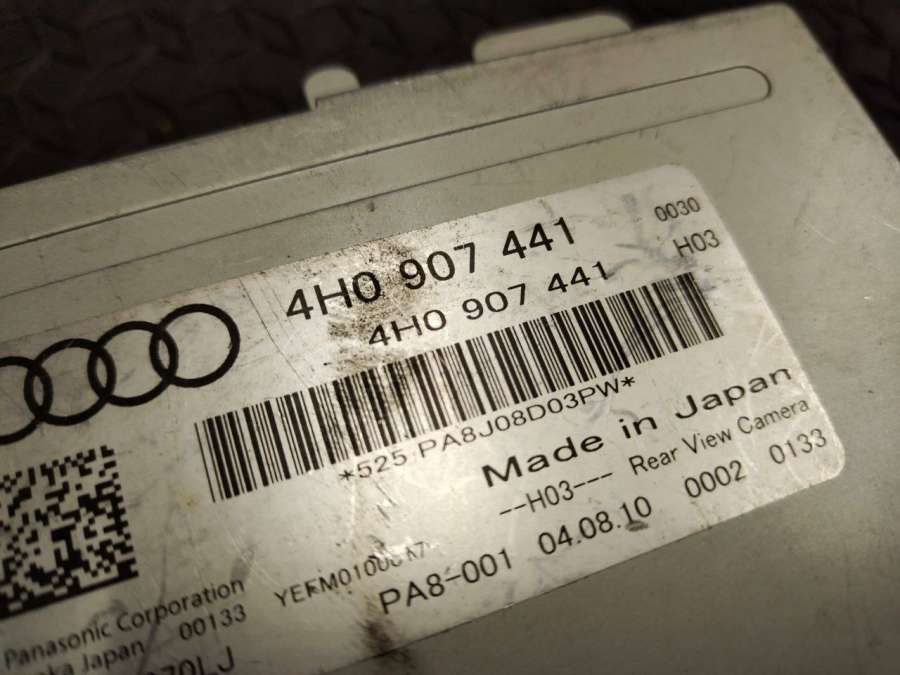 0030
4H0 907 441
H03
4H0 907 441
*525 PA8J08D03PW*
Made in Japan
--H03--- Rear View Camera
PA8-001 04.08.10 0002 0133
Panasonic Corporation
Japan 00133